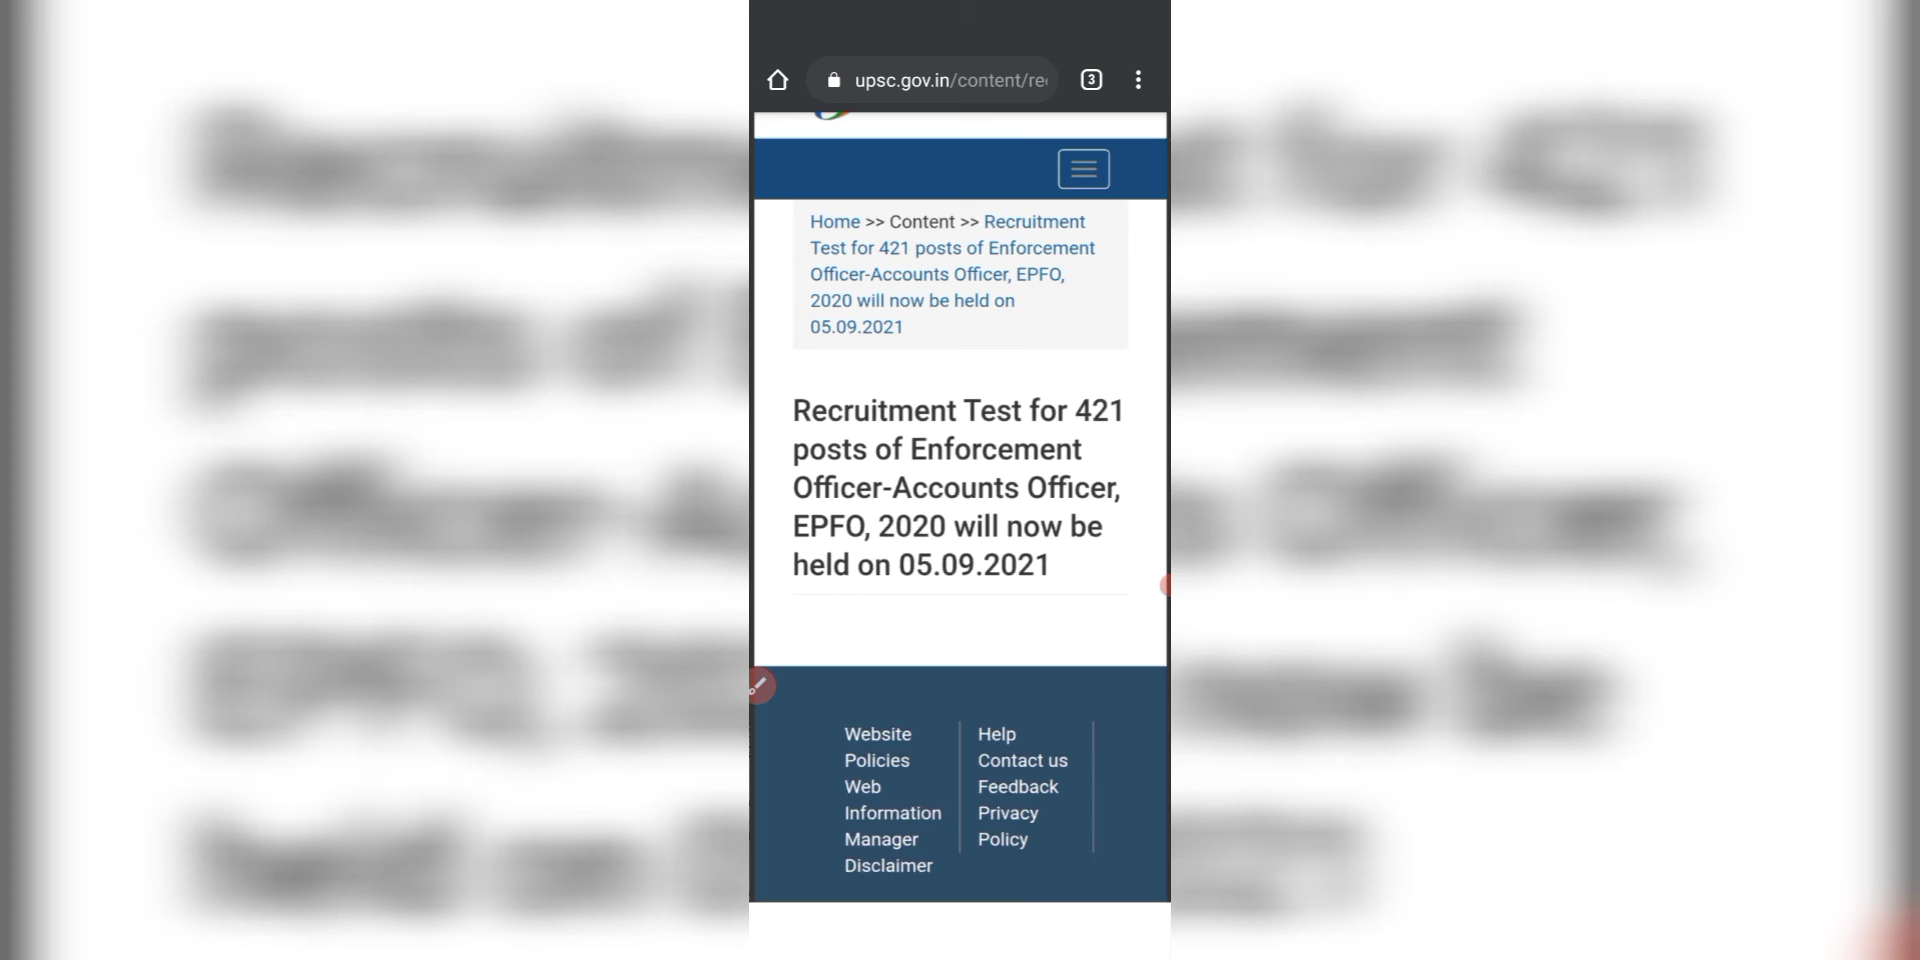 upsc.gov.in/content/re
3
Home >> Content >> Recruitment
Test for 421 posts of Enforcement
Officer-Accounts Officer, EPFO,
2020 will now be held on
05.09.2021
Recruitment Test for 421
posts of Enforcement
Officer-Accounts Officer,
EPFO, 2020 will now be
held on 05.09.2021
Website
Policies
Web
Information
Manager
Disclaimer
Help
Contact us
Feedback
Privacy
Policy